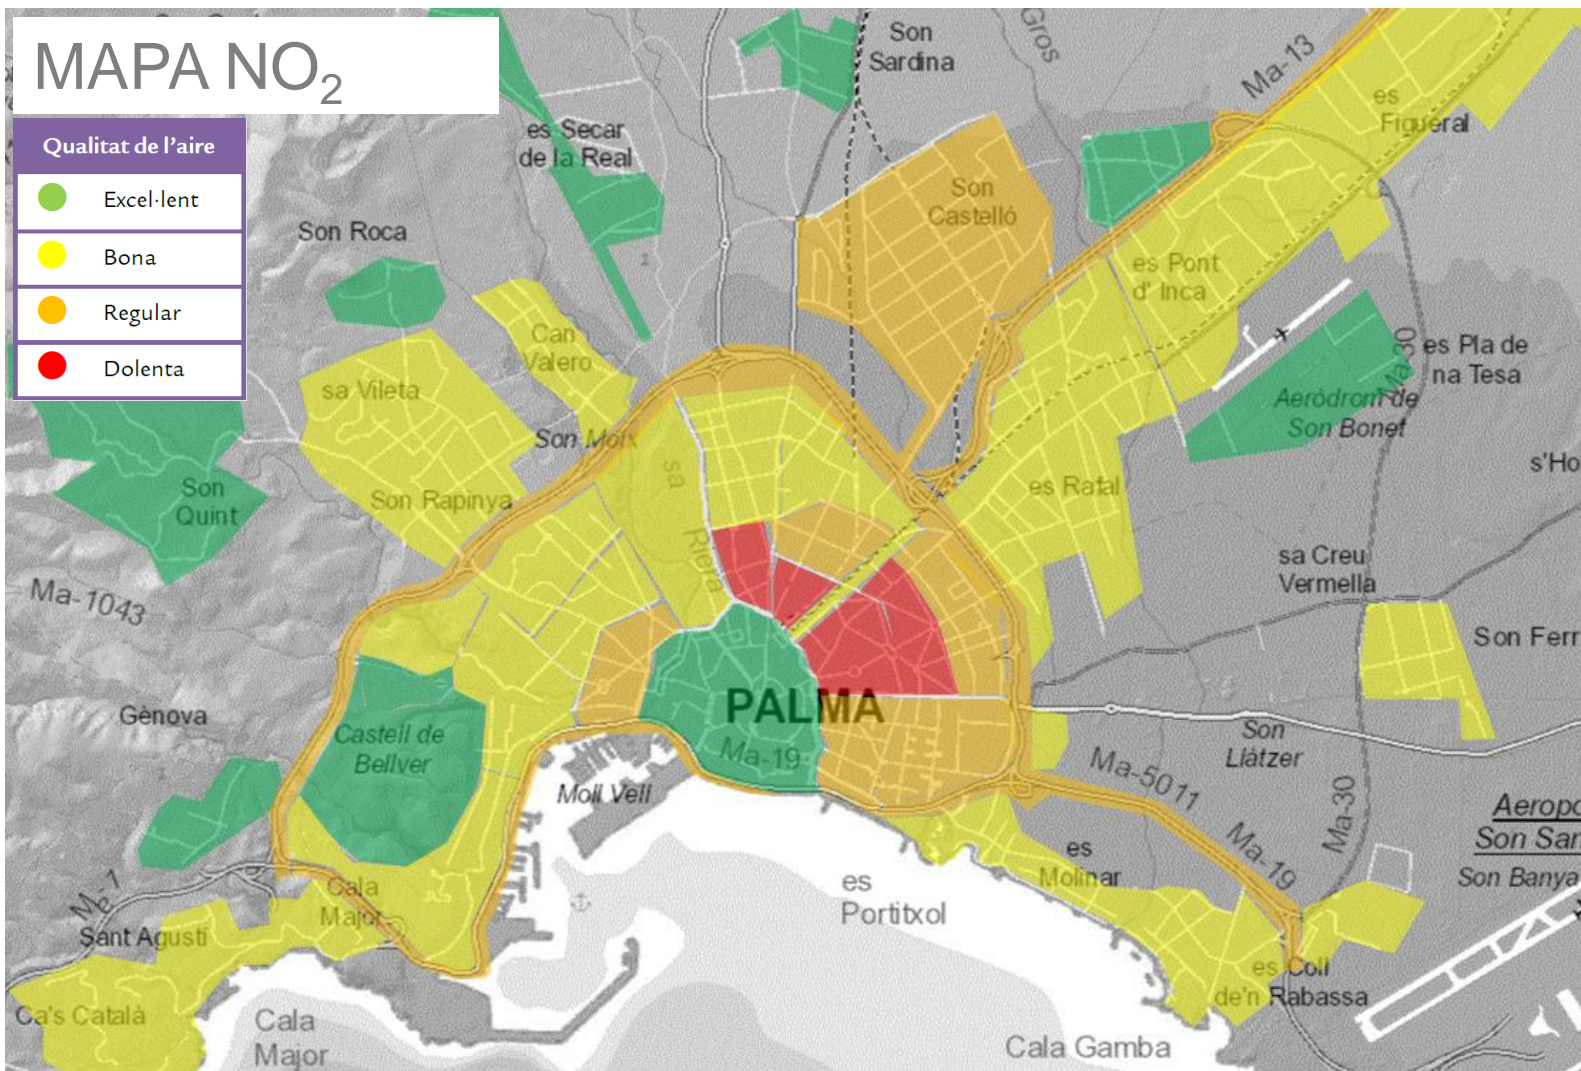 MAPA NO₂
Qualitat de l'aire
Excel·lent
Bona
Regular
Dolenta
Son
Sardina
Gros
Ma-13
es
Figueral
es Secar
de la Real
Son
Castelló
Son Roca
es Pont
d' Inca
Can
Valero
es Pla de
na Tesa
Ma-30
sa Vileta
Aeròdrom de
Son Bonet
Son Moix
s'Ho
sa
Riera
Son
Quint
Son Rapinya
es Rafal
sa Creu
Vermella
Ma-1043
Son Ferr
Gènova
PALMA
Castell de
Bellver
Ma-19
Son
Llàtzer
Moll Vell
Ma-5011
Ma-30
Aeropo
Son San
Ma-19
es
Molinar
Son Banya
es
Portitxol
Cala
Major
Sant Agustí
es Coll
de'n Rabassa
Ca's Català
Cala
Major
Cala Gamba